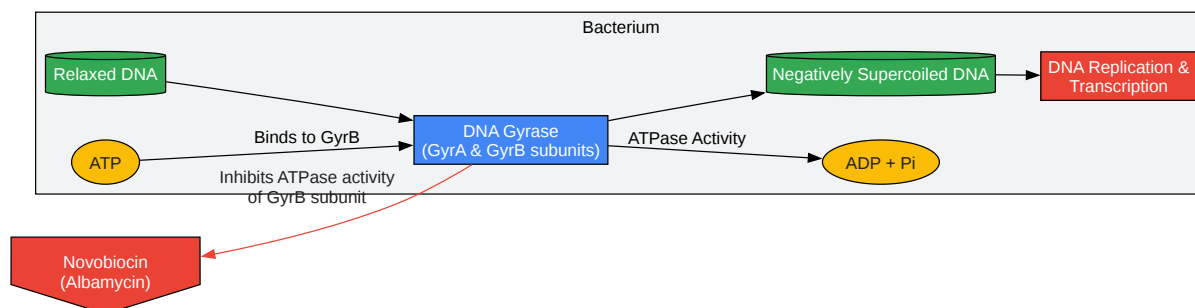 Bacterium
Relaxed DNA
Negatively Supercoiled DNA
DNA Replication &
Transcription
Binds to GyrB
DNA Gyrase
(GyrA & GyrB subunits)
ATPase Activity
ATP
ADP + Pi
Inhibits ATPase activity
of GyrB subunit
Novobiocin
(Albamycin)